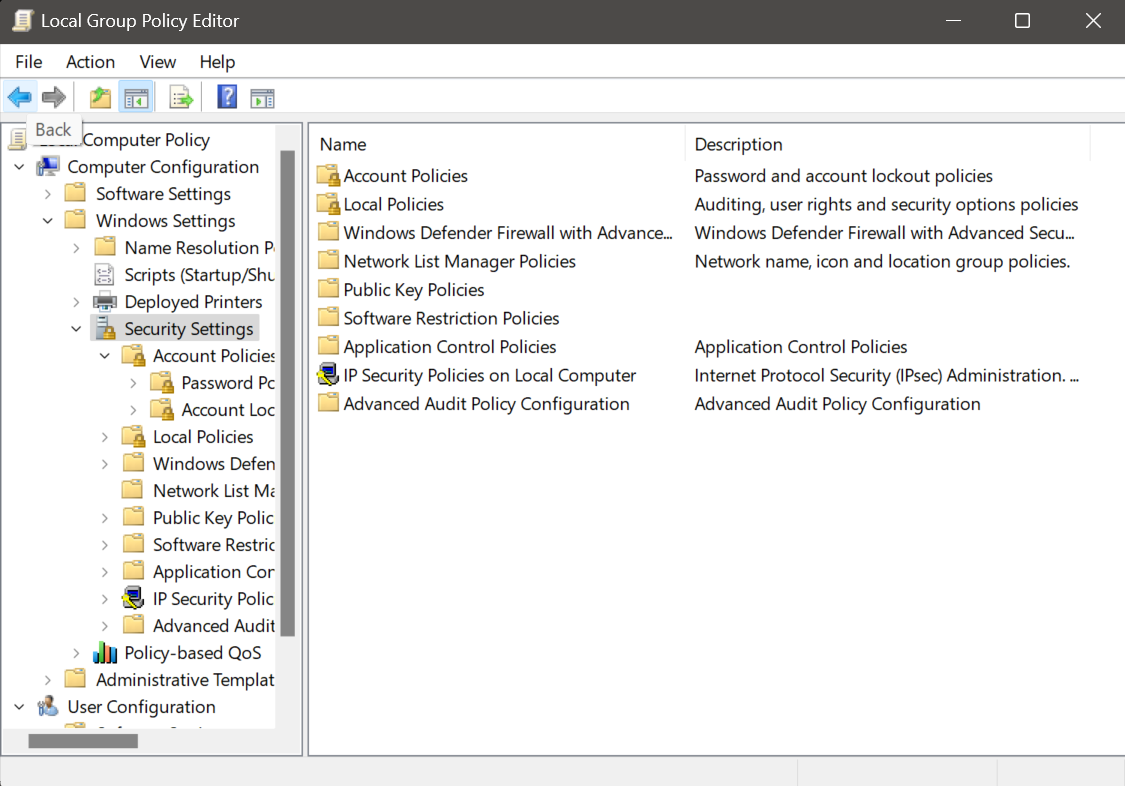 Local Group Policy Editor
File Action View Help
Back
Computer Policy
Computer Configuration
Software Settings
Windows Settings
Name Resolution P
Scripts (Startup/Shu
Deployed Printers
Security Settings
Account Policies
Password Po
Account Loc
Local Policies
Windows Defen
Network List Ma
Public Key Polic
Software Restric
Application Con
IP Security Polic
Advanced Audit
Policy-based QoS
Administrative Templat
User Configuration
Name Description
Account Policies Password and account lockout policies
Local Policies Auditing, user rights and security options policies
Windows Defender Firewall with Advance... Windows Defender Firewall with Advanced Secu...
Network List Manager Policies Network name, icon and location group policies.
Public Key Policies
Software Restriction Policies
Application Control Policies Application Control Policies
IP Security Policies on Local Computer Internet Protocol Security (IPsec) Administration. ...
Advanced Audit Policy Configuration Advanced Audit Policy Configuration